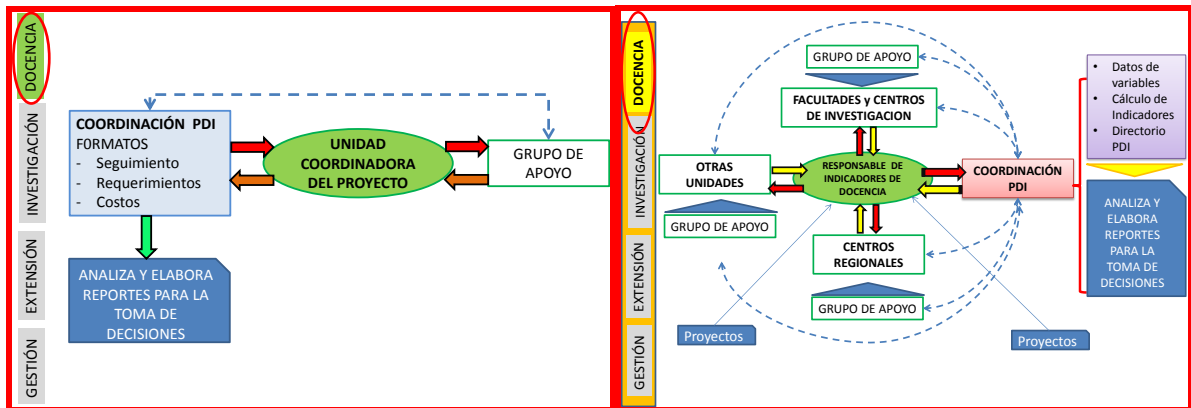 DOCENCIA
INVESTIGACIÓN
EXTENSIÓN
GESTIÓN
COORDINACIÓN PDI
FORMATOS
- Seguimiento
- Requerimientos
- Costos
UNIDAD
COORDINADORA
DEL PROYECTO
GRUPO DE
APOYO
ANALIZA Y ELABORA
REPORTES PARA LA
TOMA DE
DECISIONES
DOCENCIA
INVESTIGACIÓN
EXTENSIÓN
GESTIÓN
GRUPO DE APOYO
FACULTADES y CENTROS
DE INVESTIGACION
OTRAS
UNIDADES
GRUPO DE APOYO
RESPONSABLE DE
INDICADORES DE
DOCENCIA
COORDINACIÓN
PDI
CENTROS
REGIONALES
GRUPO DE APOYO
Proyectos
Proyectos
• Datos de
variables
• Cálculo de
Indicadores
• Directorio
PDI
ANALIZA Y
ELABORA
REPORTES
PARA LA
TOMA DE
DECISIONES